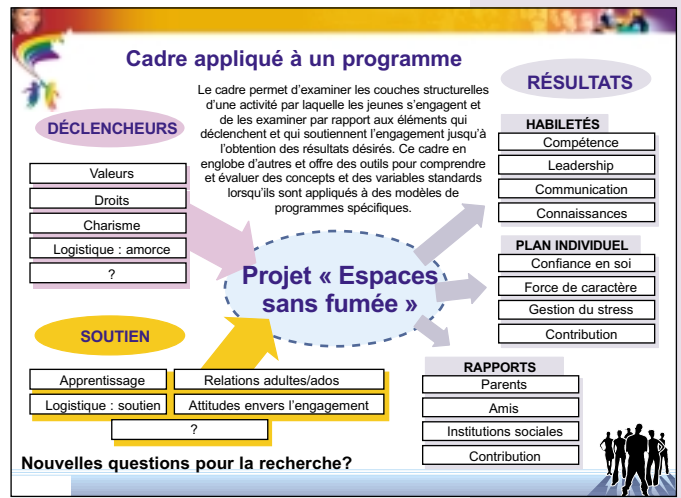 Cadre appliqué à un programme
Le cadre permet d'examiner les couches structurelles
d'une activité par laquelle les jeunes s'engagent et
de les examiner par rapport aux éléments qui
déclenchent et qui soutiennent l'engagement jusqu'à
l'obtention des résultats désirés. Ce cadre en
englobe d'autres et offre des outils pour comprendre
et évaluer des concepts et des variables standards
lorsqu'ils sont appliqués à des modèles de
programmes spécifiques.
DÉCLENCHEURS
Valeurs
Droits
Charisme
Logistique : amorce
?
SOUTIEN
Apprentissage
Relations adultes/ados
Logistique : soutien
Attitudes envers l'engagement
?
Projet « Espaces
sans fumée »
RÉSULTATS
HABILETÉS
Compétence
Leadership
Communication
Connaissances
PLAN INDIVIDUEL
Confiance en soi
Force de caractère
Gestion du stress
Contribution
RAPPORTS
Parents
Amis
Institutions sociales
Contribution
Nouvelles questions pour la recherche?